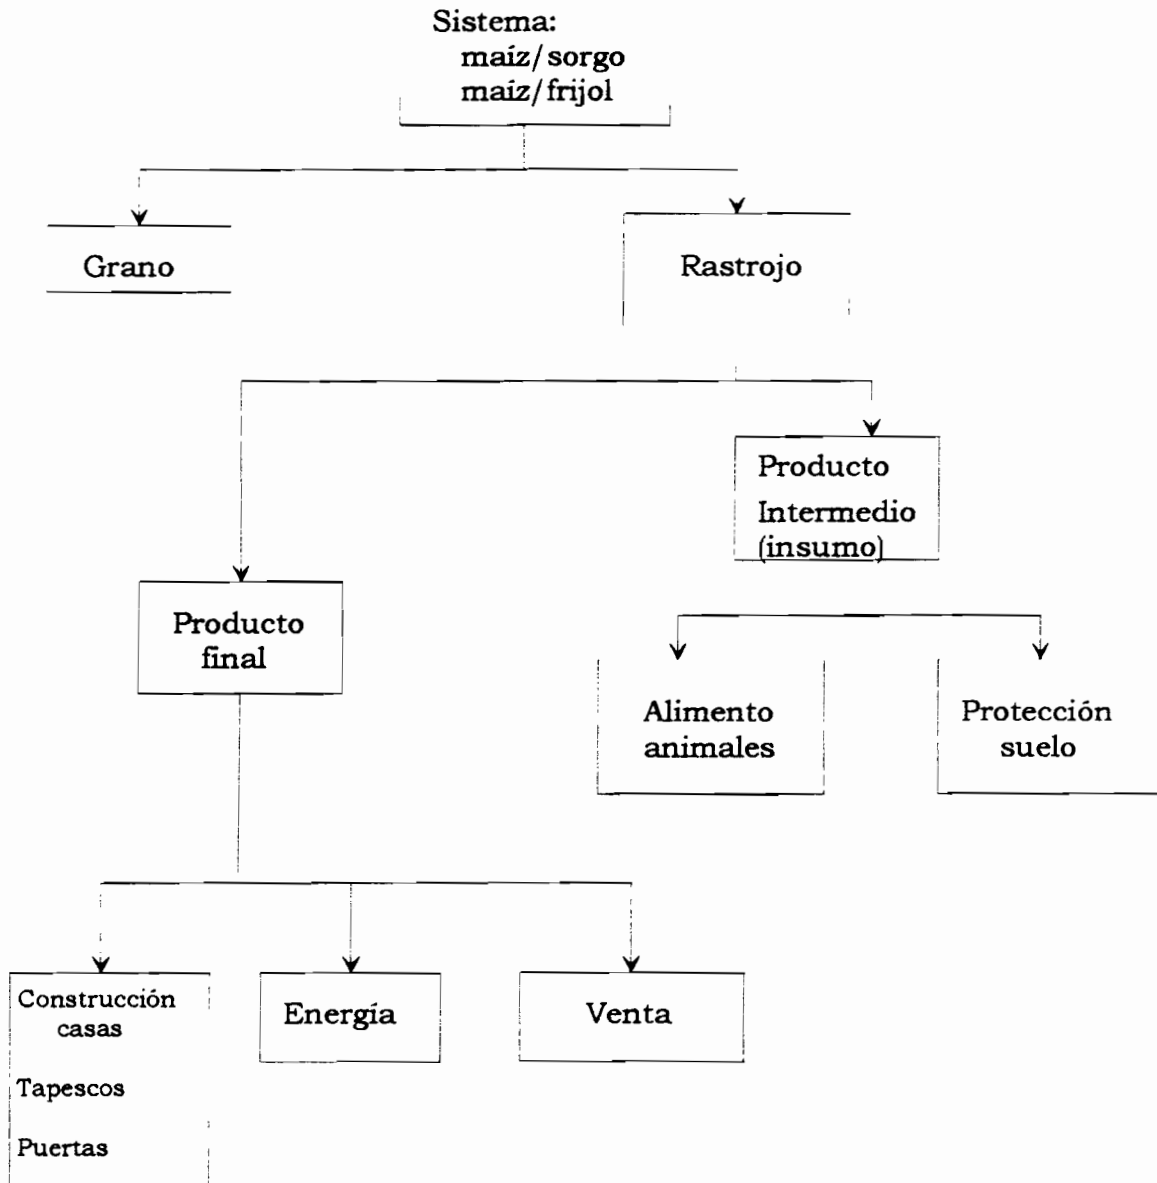 Sistema:
maíz/sorgo
maíz/frijol
Grano
Rastrojo
Producto
Intermedio
(insumo)
Producto
final
Alimento
animales
Protección
suelo
Construcción
casas
Tapescos
Puertas
Energía
Venta